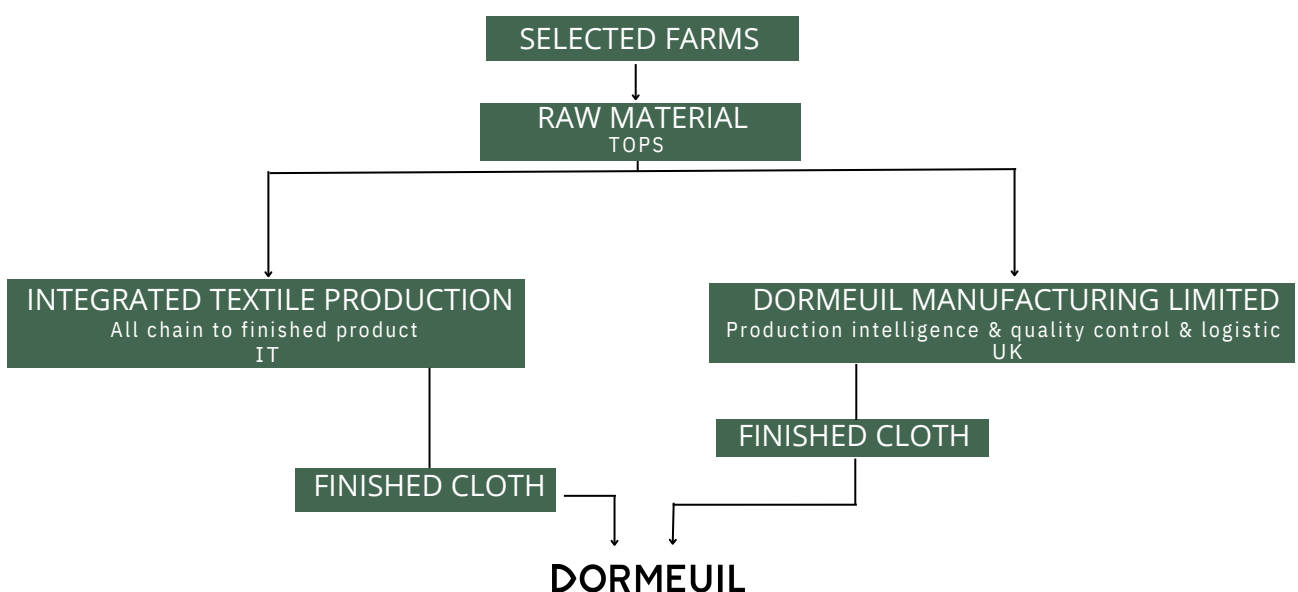 SELECTED FARMS
RAW MATERIAL
TOPS
INTEGRATED TEXTILE PRODUCTION
All chain to finished product
IT
DORMEUIL MANUFACTURING LIMITED
Production intelligence & quality control & logistic
UK
FINISHED CLOTH
FINISHED CLOTH
DORMEUIL